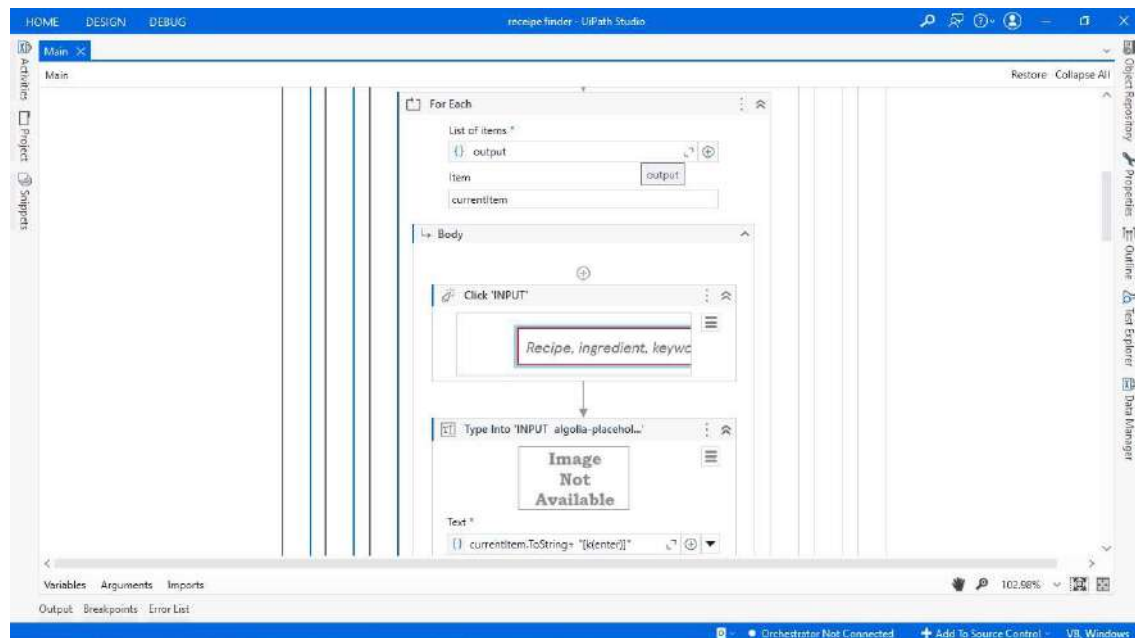 HOME DESIGN DEBUG receipe finder - UiPath Studio
Main
Main Restore Collapse All
Activities
Project
Snippets
For Each
List of items *
output
output
Item
currentItem
Body
Click 'INPUT'
Recipe, ingredient, keywo
Type Into 'INPUT algolia-placehol...'
Image
Not
Available
Text *
currentItem.ToString+ "[k(enter)]"
Object Repository
Properties
Outline
Test Explorer
Data Manager
Variables Arguments Imports 102.98%
Output Breakpoints Error List
Orchestrator Not Connected Add To Source Control VB, Windows